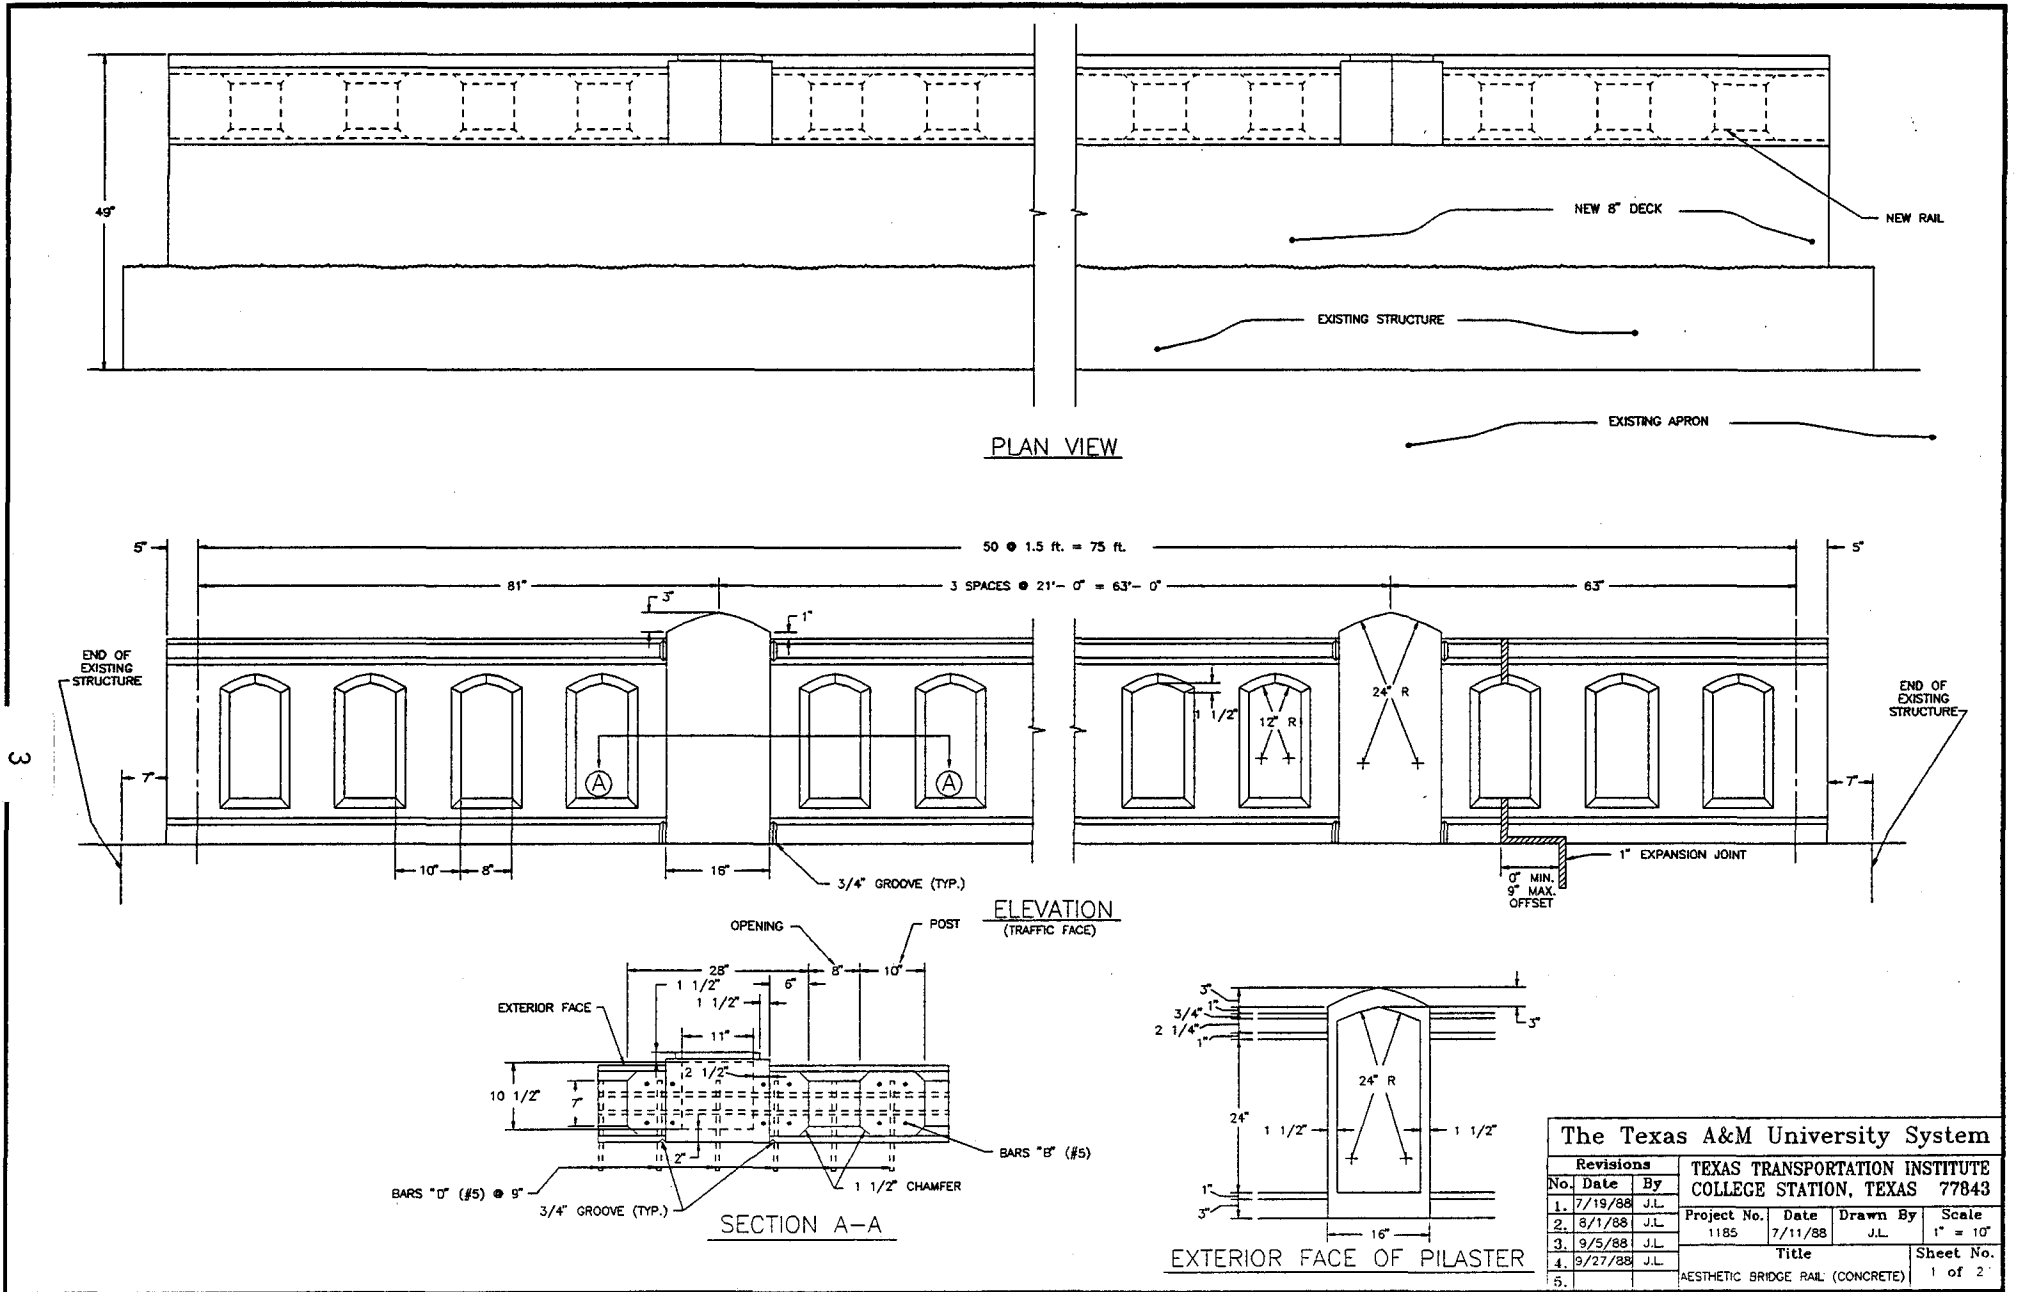 49"
NEW 8" DECK
NEW RAIL
EXISTING STRUCTURE
EXISTING APRON
PLAN VIEW
5"
50 @ 1.5 ft. = 75 ft.
5"
81"
3 SPACES @ 21'- 0" = 63'- 0"
63"
3"
1"
END OF
EXISTING
STRUCTURE
24" R
1 1/2"
12" R
END OF
EXISTING
STRUCTURE
3
7"
A
A
7"
10"
8"
16"
3/4" GROOVE (TYP.)
1" EXPANSION JOINT
0" MIN.
9" MAX.
OFFSET
ELEVATION
(TRAFFIC FACE)
OPENING
POST
28"
8"
10"
1 1/2"
6"
1 1/2"
EXTERIOR FACE
11"
2 1/2"
10 1/2"
7"
2"
BARS "B" (#5)
BARS "D" (#5) @ 9"
1 1/2" CHAMFER
3/4" GROOVE (TYP.)
SECTION A-A
3"
1"
3/4"
2 1/4"
1"
3"
24" R
24"
1 1/2"
1 1/2"
1"
3"
16"
EXTERIOR FACE OF PILASTER
The Texas A&M University System
Revisions
No. Date By
1. 7/19/88 J.L.
2. 8/1/88 J.L.
3. 9/5/88 J.L.
4. 9/27/88 J.L.
5.
TEXAS TRANSPORTATION INSTITUTE
COLLEGE STATION, TEXAS 77843
Project No. Date Drawn By Scale
1185 7/11/88 J.L. 1" = 10"
Title Sheet No.
AESTHETIC BRIDGE RAIL (CONCRETE) 1 of 2